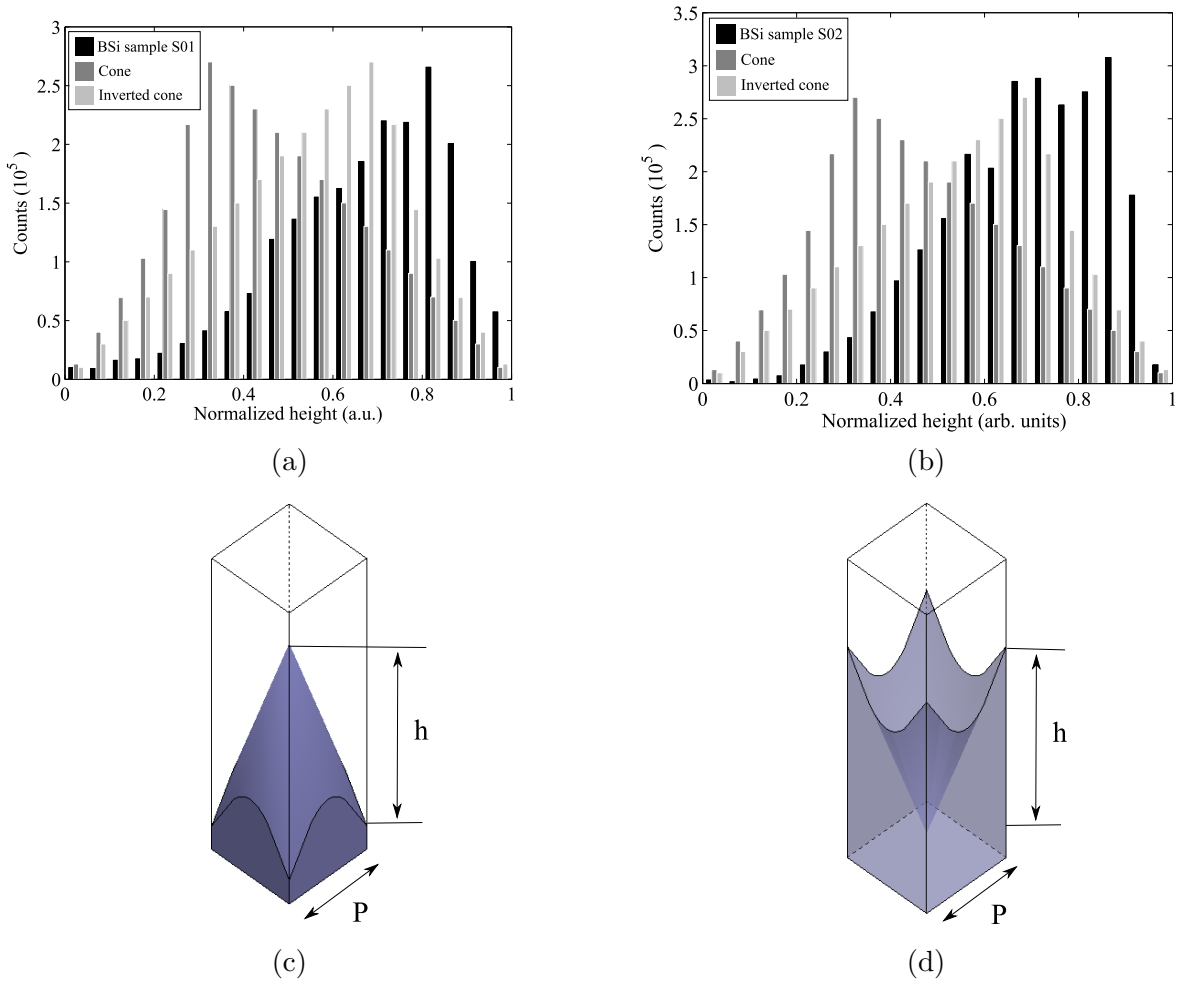 3
2.5
2
1.5
1
0.5
0
Counts (10^5 )
BSi sample S01
Cone
Inverted cone
0 0.2 0.4 0.6 0.8 1
Normalized height (a.u.)
(a)
3.5
3
2.5
2
1.5
1
0.5
0
Counts (10^5 )
BSi sample S02
Cone
Inverted cone
0 0.2 0.4 0.6 0.8 1
Normalized height (arb. units)
(b)
h
P
(c)
h
P
(d)